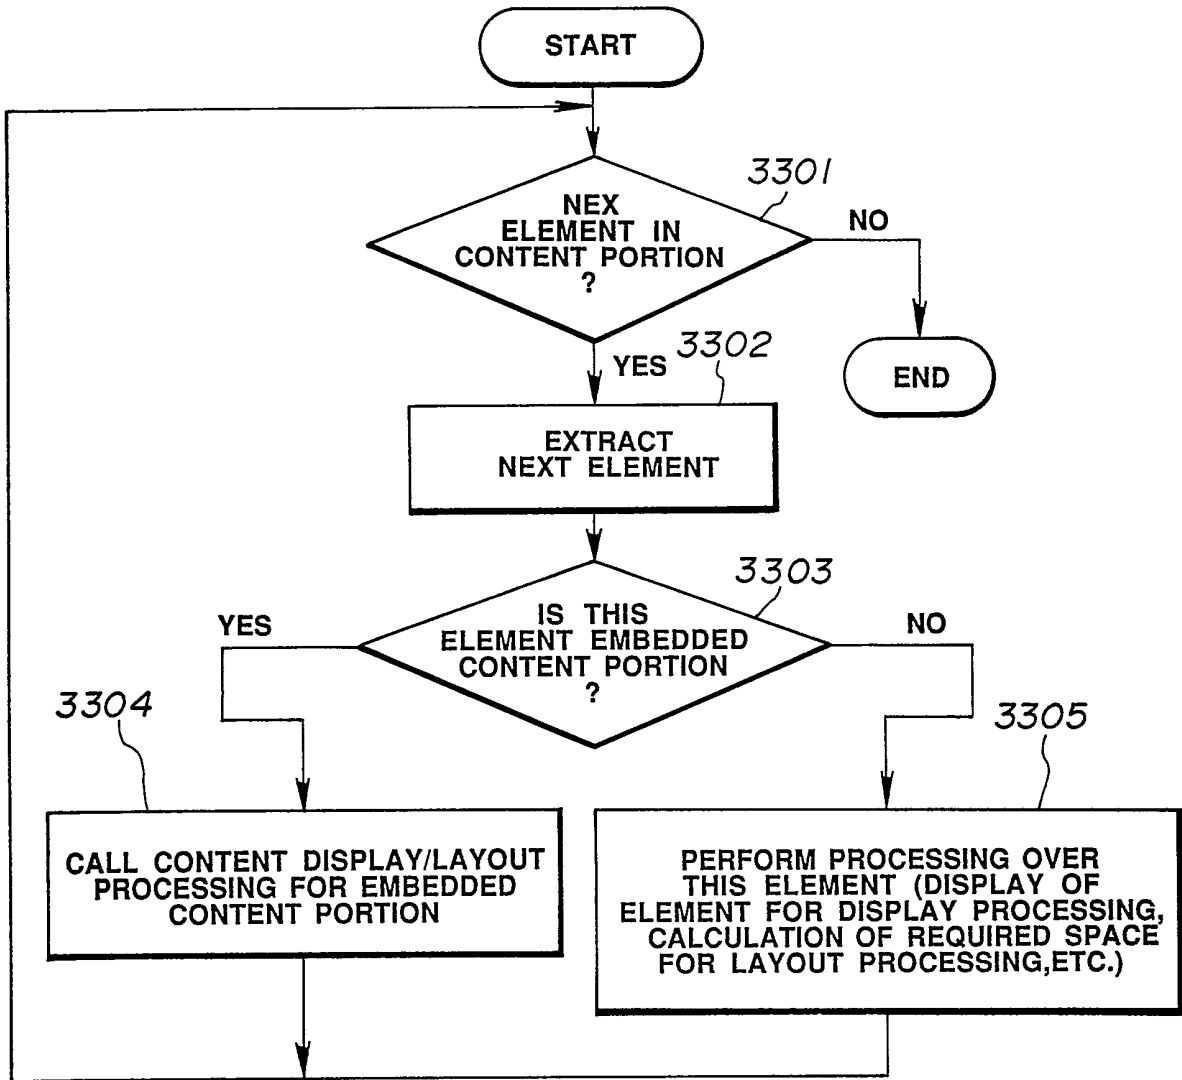 START
3301
NEX
ELEMENT IN
CONTENT PORTION
?
NO
END
YES
3302
EXTRACT
NEXT ELEMENT
3303
IS THIS
ELEMENT EMBEDDED
CONTENT PORTION
?
YES
NO
3304
CALL CONTENT DISPLAY/LAYOUT
PROCESSING FOR EMBEDDED
CONTENT PORTION
3305
PERFORM PROCESSING OVER
THIS ELEMENT (DISPLAY OF
ELEMENT FOR DISPLAY PROCESSING,
CALCULATION OF REQUIRED SPACE
FOR LAYOUT PROCESSING,ETC.)